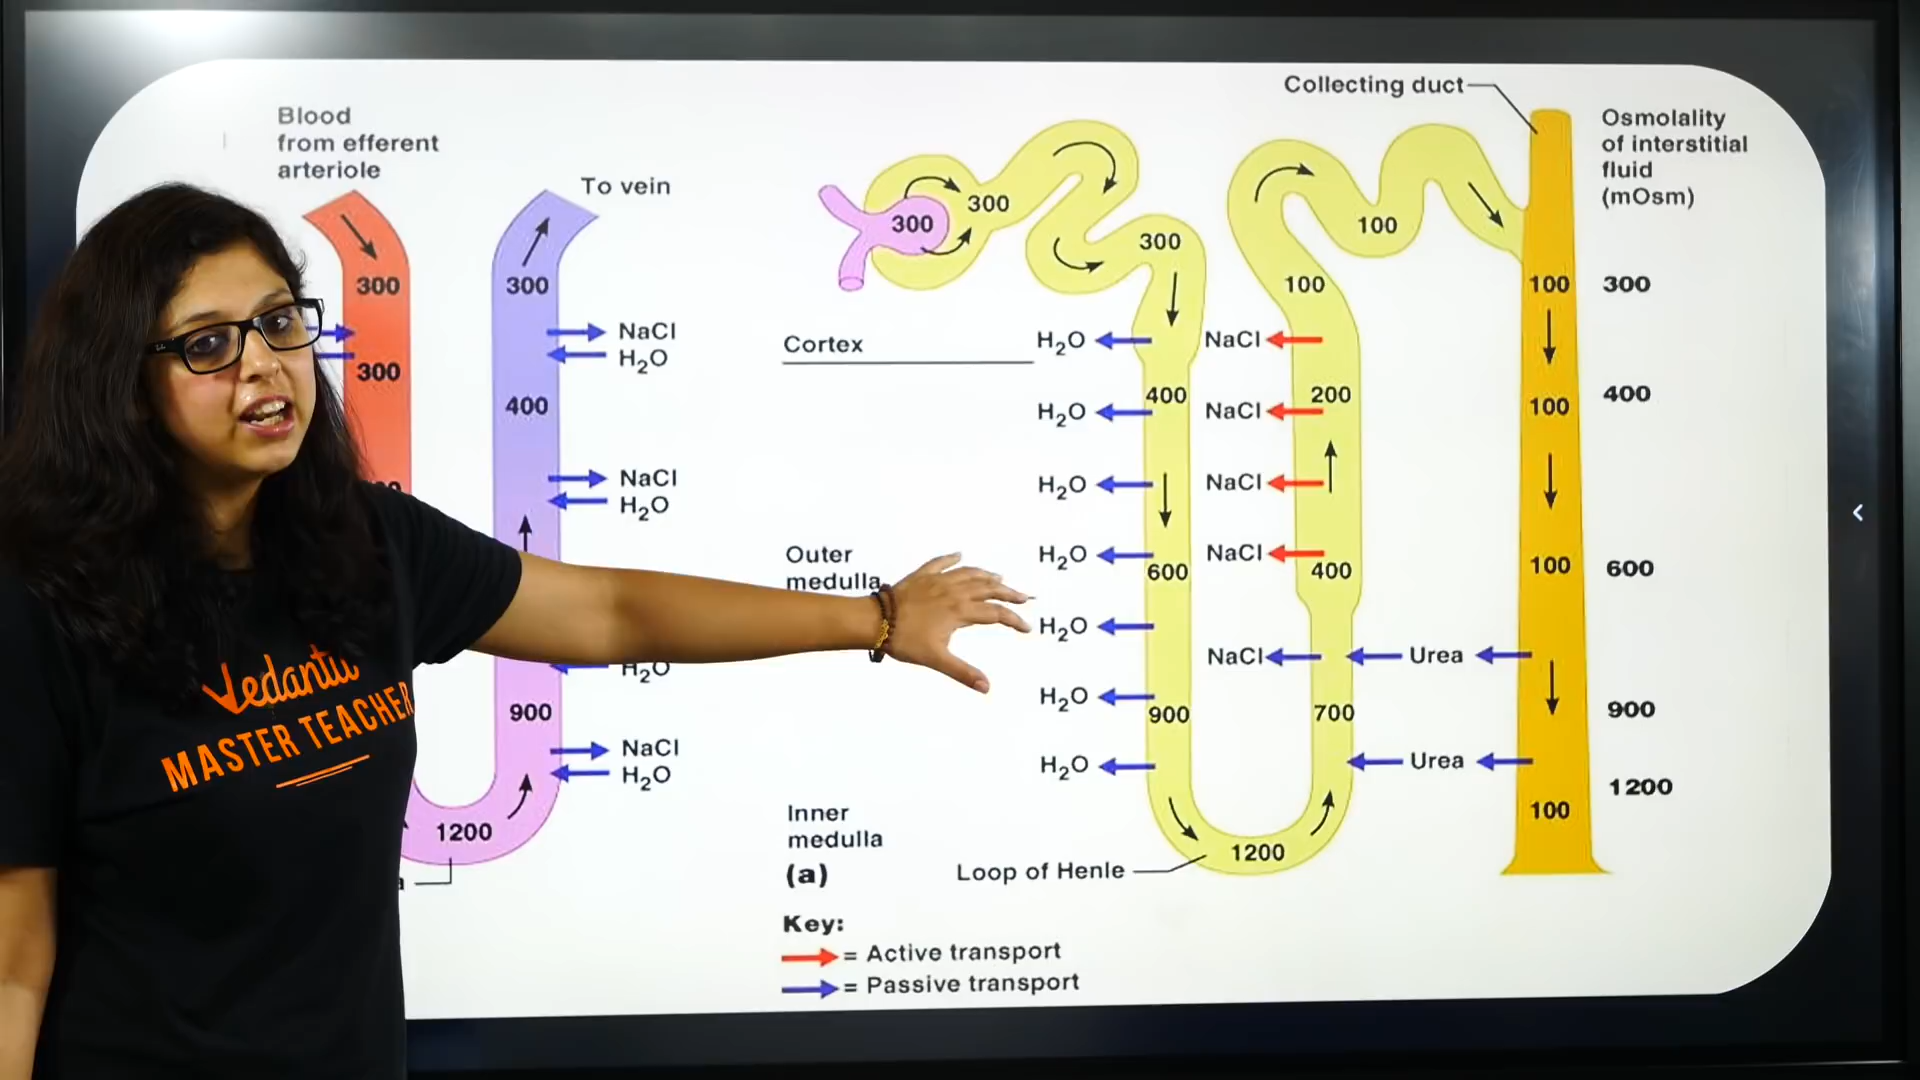 Blood
from efferent
arteriole
To vein
300
300
300
400
900
1200
NaCl
H2O
NaCl
H2O
H2O
NaCl
H2O
Vedantu
MASTER TEACHER
Collecting duct
Osmolality
of interstitial
fluid
(mOsm)
300
300
300
100
100
Cortex
H2O
H2O
H2O
H2O
H2O
H2O
H2O
400
600
900
1200
NaCl
NaCl
NaCl
NaCl
NaCl
200
400
700
Urea
Urea
100
100
100
100
300
400
600
900
1200
Outer
medulla
Inner
medulla
(a)
Loop of Henle
Key:
= Active transport
= Passive transport
<